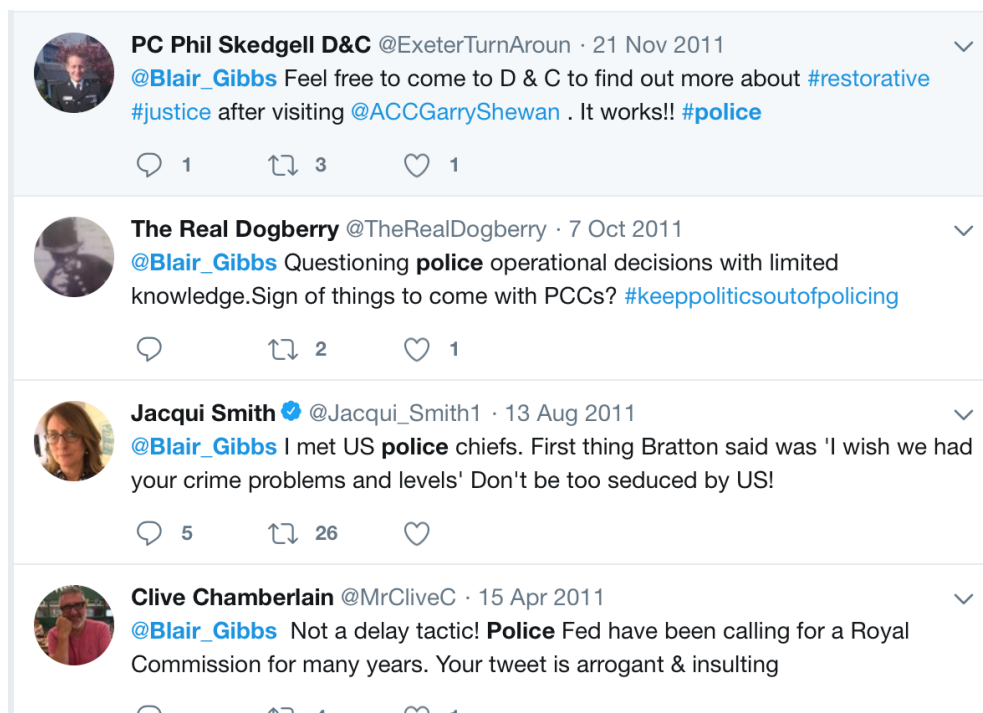 PC Phil Skedgell D&C @ExeterTurnAroun · 21 Nov 2011
@Blair_Gibbs Feel free to come to D & C to find out more about #restorative
#justice after visiting @ACCGarryShewan . It works!! #police
1 3 1
The Real Dogberry @TheRealDogberry · 7 Oct 2011
@Blair_Gibbs Questioning police operational decisions with limited
knowledge.Sign of things to come with PCCs? #keeppoliticsoutofpolicing
2 1
Jacqui Smith @Jacqui_Smith1 · 13 Aug 2011
@Blair_Gibbs I met US police chiefs. First thing Bratton said was 'I wish we had
your crime problems and levels' Don't be too seduced by US!
5 26
Clive Chamberlain @MrCliveC · 15 Apr 2011
@Blair_Gibbs Not a delay tactic! Police Fed have been calling for a Royal
Commission for many years. Your tweet is arrogant & insulting